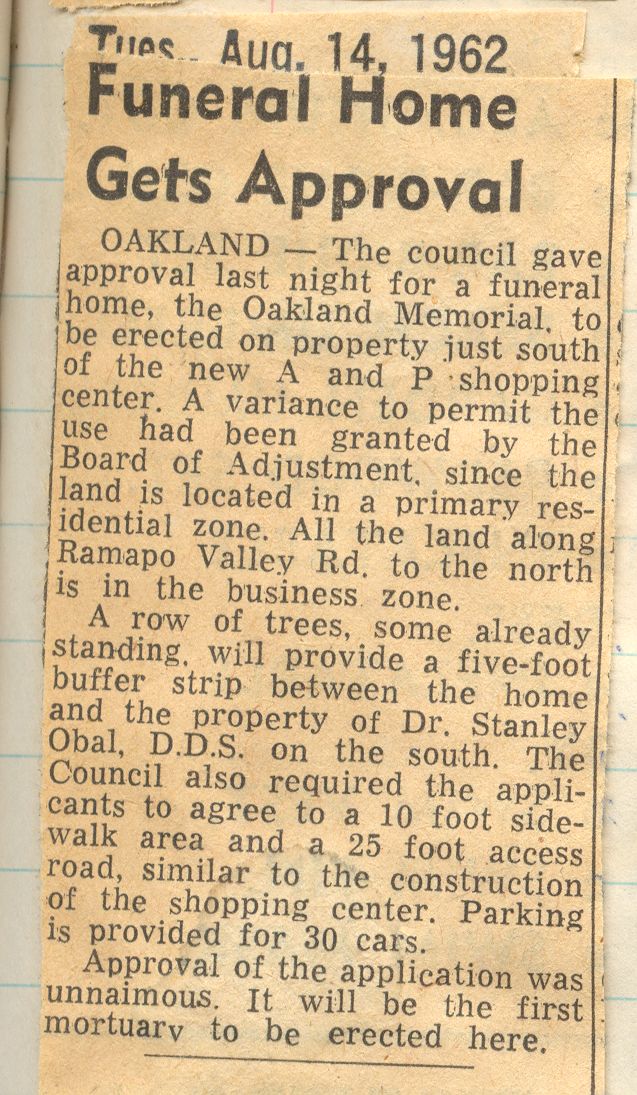 Tues. Aug. 14, 1962
Funeral Home
Gets Approval
OAKLAND — The council gave
approval last night for a funeral
home, the Oakland Memorial, to
be erected on property just south
of the new A and P shopping
center. A variance to permit the
use had been granted by the
Board of Adjustment, since the
land is located in a primary res-
idential zone. All the land along
Ramapo Valley Rd. to the north
is in the business zone.
A row of trees, some already
standing, will provide a five-foot
buffer strip between the home
and the property of Dr. Stanley
Obal, D.D.S. on the south. The
Council also required the appli-
cants to agree to a 10 foot side-
walk area and a 25 foot access
road, similar to the construction
of the shopping center. Parking
is provided for 30 cars.
Approval of the application was
unnaimous. It will be the first
mortuary to be erected here.